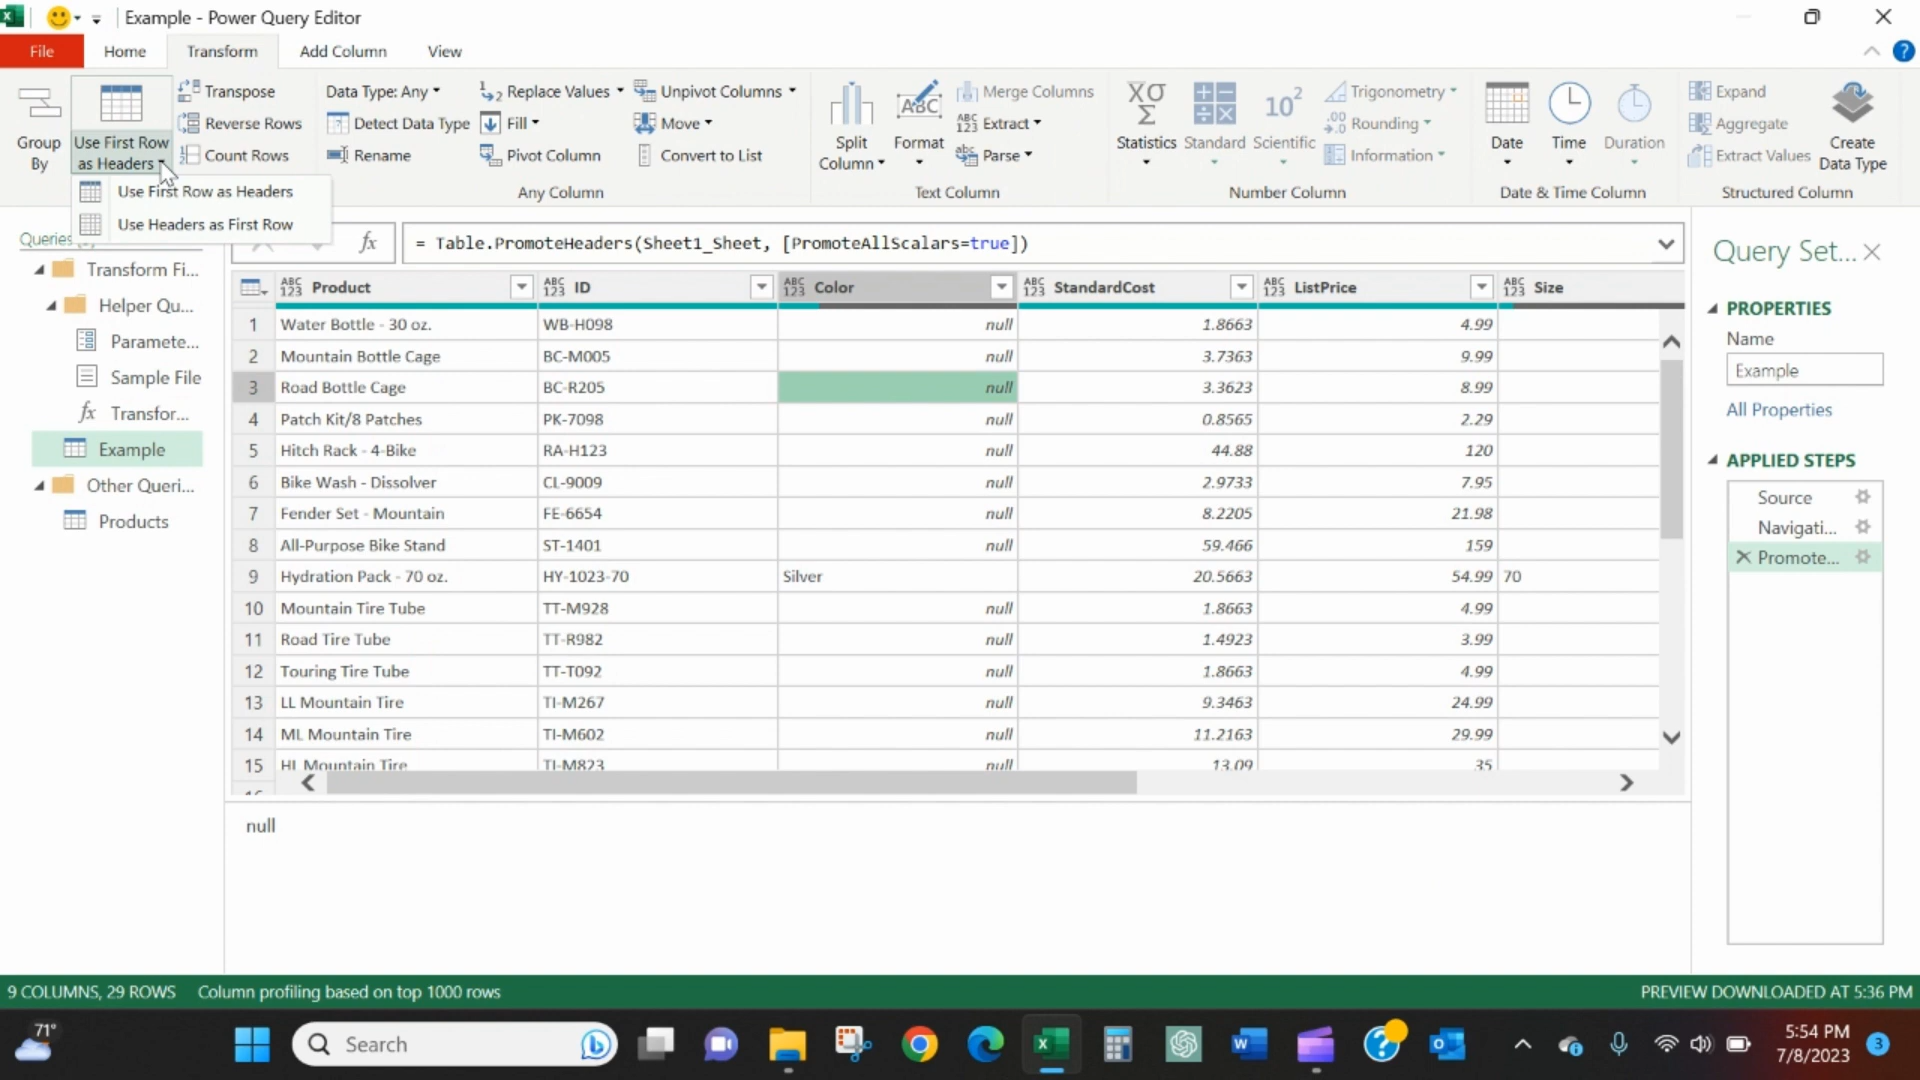 Example - Power Query Editor
File
Home
Transform
Add Column
View
Group By
Use First Row as Headers
Transpose
Reverse Rows
Count Rows
Data Type: Any
Detect Data Type
Rename
Replace Values
Fill
Pivot Column
Unpivot Columns
Move
Convert to List
Any Column
Split Column
Format
Merge Columns
Extract
Parse
Text Column
Statistics
Standard
Scientific
Trigonometry
Rounding
Information
Number Column
Date
Time
Duration
Date & Time Column
Expand
Aggregate
Extract Values
Create Data Type
Structured Column
Use First Row as Headers
Use Headers as First Row
Queries
Transform Fi...
Helper Qu...
Paramete...
Sample File
Transfor...
Example
Other Queri...
Products
fx = Table.PromoteHeaders(Sheet1_Sheet, [PromoteAllScalars=true])
Product ID Color StandardCost ListPrice Size
1 Water Bottle - 30 oz. WB-H098 null 1.8663 4.99
2 Mountain Bottle Cage BC-M005 null 3.7363 9.99
3 Road Bottle Cage BC-R205 null 3.3623 8.99
4 Patch Kit/8 Patches PK-7098 null 0.8565 2.29
5 Hitch Rack - 4-Bike RA-H123 null 44.88 120
6 Bike Wash - Dissolver CL-9009 null 2.9733 7.95
7 Fender Set - Mountain FE-6654 null 8.2205 21.98
8 All-Purpose Bike Stand ST-1401 null 59.466 159
9 Hydration Pack - 70 oz. HY-1023-70 Silver 20.5663 54.99 70
10 Mountain Tire Tube TT-M928 null 1.8663 4.99
11 Road Tire Tube TT-R982 null 1.4923 3.99
12 Touring Tire Tube TT-T092 null 1.8663 4.99
13 LL Mountain Tire TI-M267 null 9.3463 24.99
14 ML Mountain Tire TI-M602 null 11.2163 29.99
15 HL Mountain Tire TI-M823 null 13.09 35
null
Query Set...
PROPERTIES
Name
Example
All Properties
APPLIED STEPS
Source
Navigati...
Promote...
9 COLUMNS, 29 ROWS Column profiling based on top 1000 rows
PREVIEW DOWNLOADED AT 5:36 PM
71°
Search
5:54 PM
7/8/2023
3